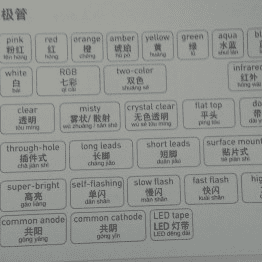 极管
pink red orange amber yellow green aqua
粉红 红 橙 琥珀 黄 绿 水蓝
fěn hóng hóng chéng hǔ pò huáng lǜ shuǐ lán
white RGB two-color infrared
白 七彩 双色 红外
bái qī cǎi shuāng sè hóng wài
clear misty crystal clear flat top
透明 雾状/散射 无色透明 平头
tòu míng wù zhuàng / sàn shè wú sè tòu míng píng tóu
through-hole long leads short leads surface mount
插件式 长脚 短脚 贴片式
chā jiàn shì cháng jiǎo duǎn jiǎo tiē piàn shì
super-bright self-flashing slow flash fast flash
高亮 单闪 慢闪 快闪
gāo liàng dān shǎn màn shǎn kuài shǎn
common anode common cathode LED tape
共阳 共阴 LED 灯带
gòng yáng gòng yīn LED dēng dài